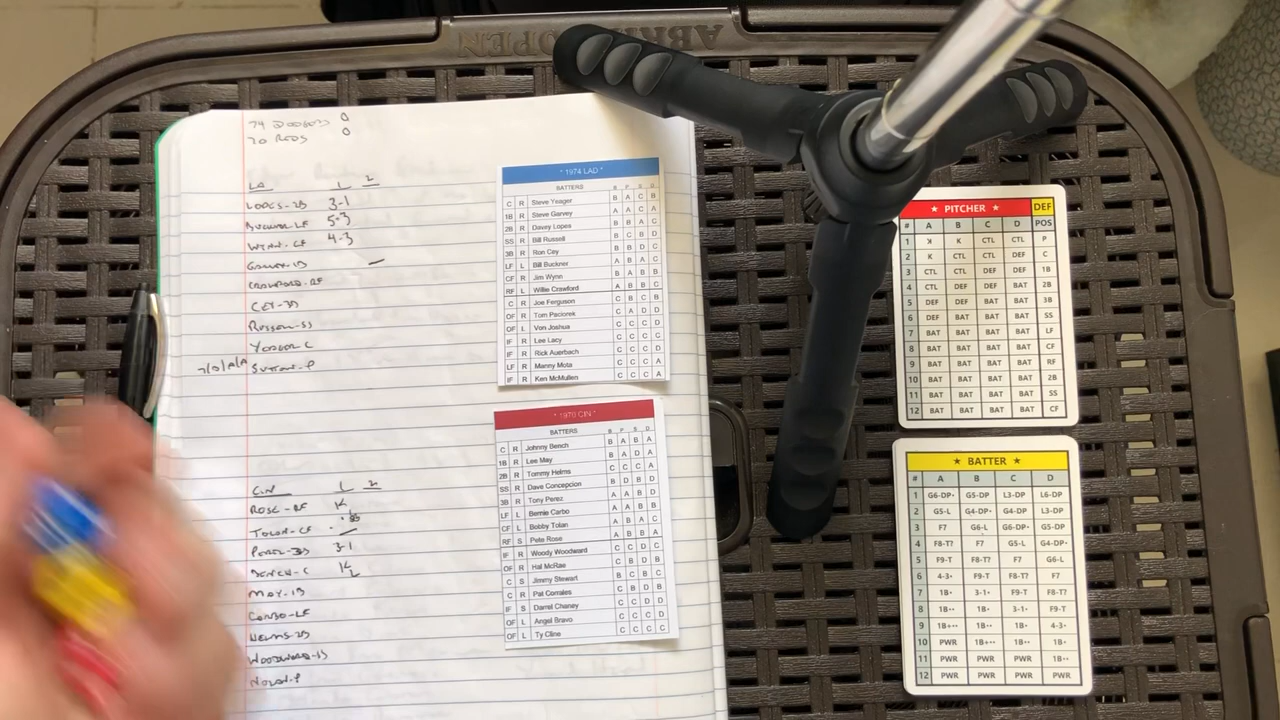 74 DODGERS 0
70 REDS 0
LA 1 2
LOPES-2B 3-1
BUCKNER-LF 5-3
WYNN-CF 4-3
GARVEY-1B
CRAWFORD-RF
CEY-3B
RUSSELL-SS
YEAGER-C
SUTTON-P
CIN 1 2
ROSE-RF K
TOLAN-CF
PEREZ-3B 3-1
BENCH-C K
MAY-1B
CARBO-LF
HELMS-2B
WOODWARD-SS
NOLAN-P
* 1974 LAD *
BATTERS B P S D
C R Steve Yeager B A C B
1B R Steve Garvey A A C A
2B R Davey Lopes B A A B
SS R Bill Russell B C B D
3B R Ron Cey B B D C
LF L Bill Buckner A B A C
CF R Jim Wynn B A B B
RF L Willie Crawford A B B C
C R Joe Ferguson C B C B
OF R Tom Paciorek C A D D
OF L Von Joshua C C C D
IF R Lee Lacy C C C C
IF R Rick Auerbach C C C D
LF R Manny Mota C C C A
IF R Ken McMullen
* 1970 CIN *
BATTERS B P S D
C R Johnny Bench B A B A
1B R Lee May B A D A
2B R Tommy Helms C C C A
SS R Dave Concepcion B D B D
3B R Tony Perez A A B D
LF L Bernie Carbo A A B B
CF L Bobby Tolan A B A C
RF S Pete Rose A B B A
IF R Woody Woodward C C D C
OF R Hal McRae C B D B
C S Jimmy Stewart B C B C
C R Pat Corrales C B D B
IF S Darrel Chaney C C D D
OF L Angel Bravo C C D D
OF L Ty Cline C C C C
★ PITCHER ★ DEF
# A B C D POS
1 K K CTL CTL P
2 K CTL CTL DEF C
3 CTL CTL DEF DEF 1B
4 CTL DEF DEF BAT 2B
5 DEF DEF BAT BAT 3B
6 DEF BAT BAT BAT SS
7 BAT BAT BAT BAT LF
8 BAT BAT BAT BAT CF
9 BAT BAT BAT BAT RF
10 BAT BAT BAT BAT 2B
11 BAT BAT BAT BAT SS
12 BAT BAT BAT BAT CF
★ BATTER ★
# A B C D
1 G6-DP• G5-DP L3-DP L6-DP
2 G5-L G4-DP• G4-DP L3-DP
3 F7 G6-L G6-DP• G5-DP
4 F8-T? F7 G5-L G4-DP•
5 F9-T F8-T? F7 G6-L
6 4-3• F9-T F8-T? F7
7 1B• 3-1• F9-T F8-T?
8 1B•• 1B• 3-1• F9-T
9 1B+•• 1B•• 1B• 4-3•
10 PWR 1B+•• 1B•• 1B•
11 PWR PWR PWR 1B••
12 PWR PWR PWR PWR